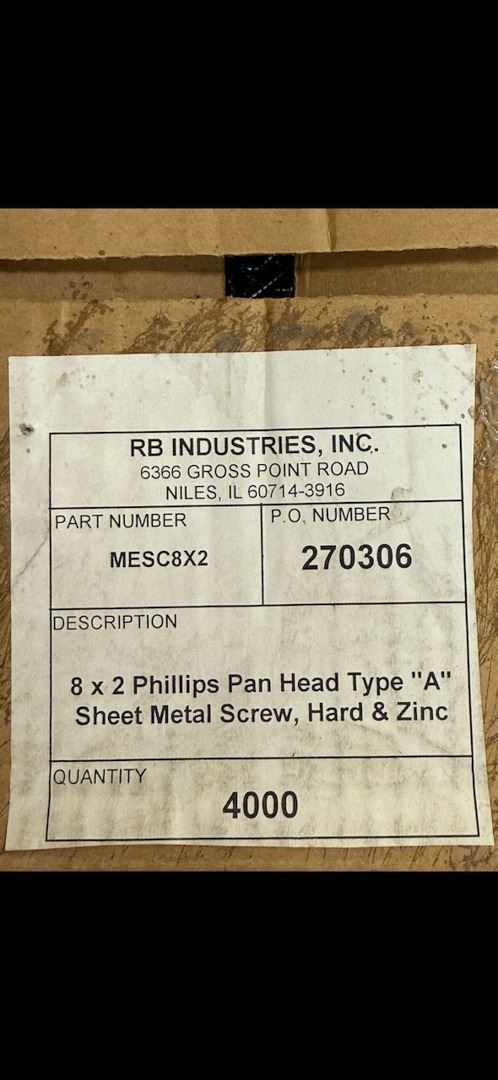 RB INDUSTRIES, INC.
6366 GROSS POINT ROAD
NILES, IL 60714-3916
PART NUMBER
MESC8X2
P.O. NUMBER
270306
DESCRIPTION
8 x 2 Phillips Pan Head Type "A"
Sheet Metal Screw, Hard & Zinc
QUANTITY
4000